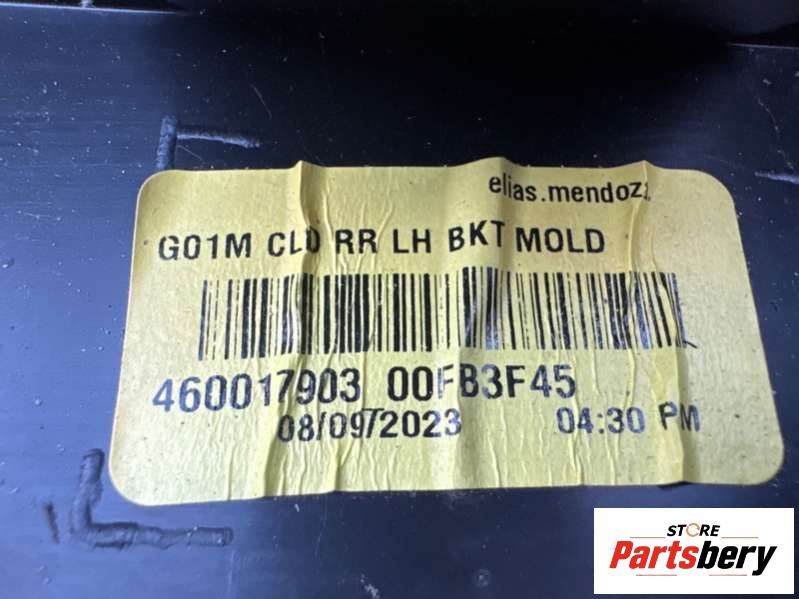 elias.mendoza
G01M CLD RR LH BKT MOLD
460017903 00FB3F45
08/09/2023 04:30 PM
STORE
Partsbery